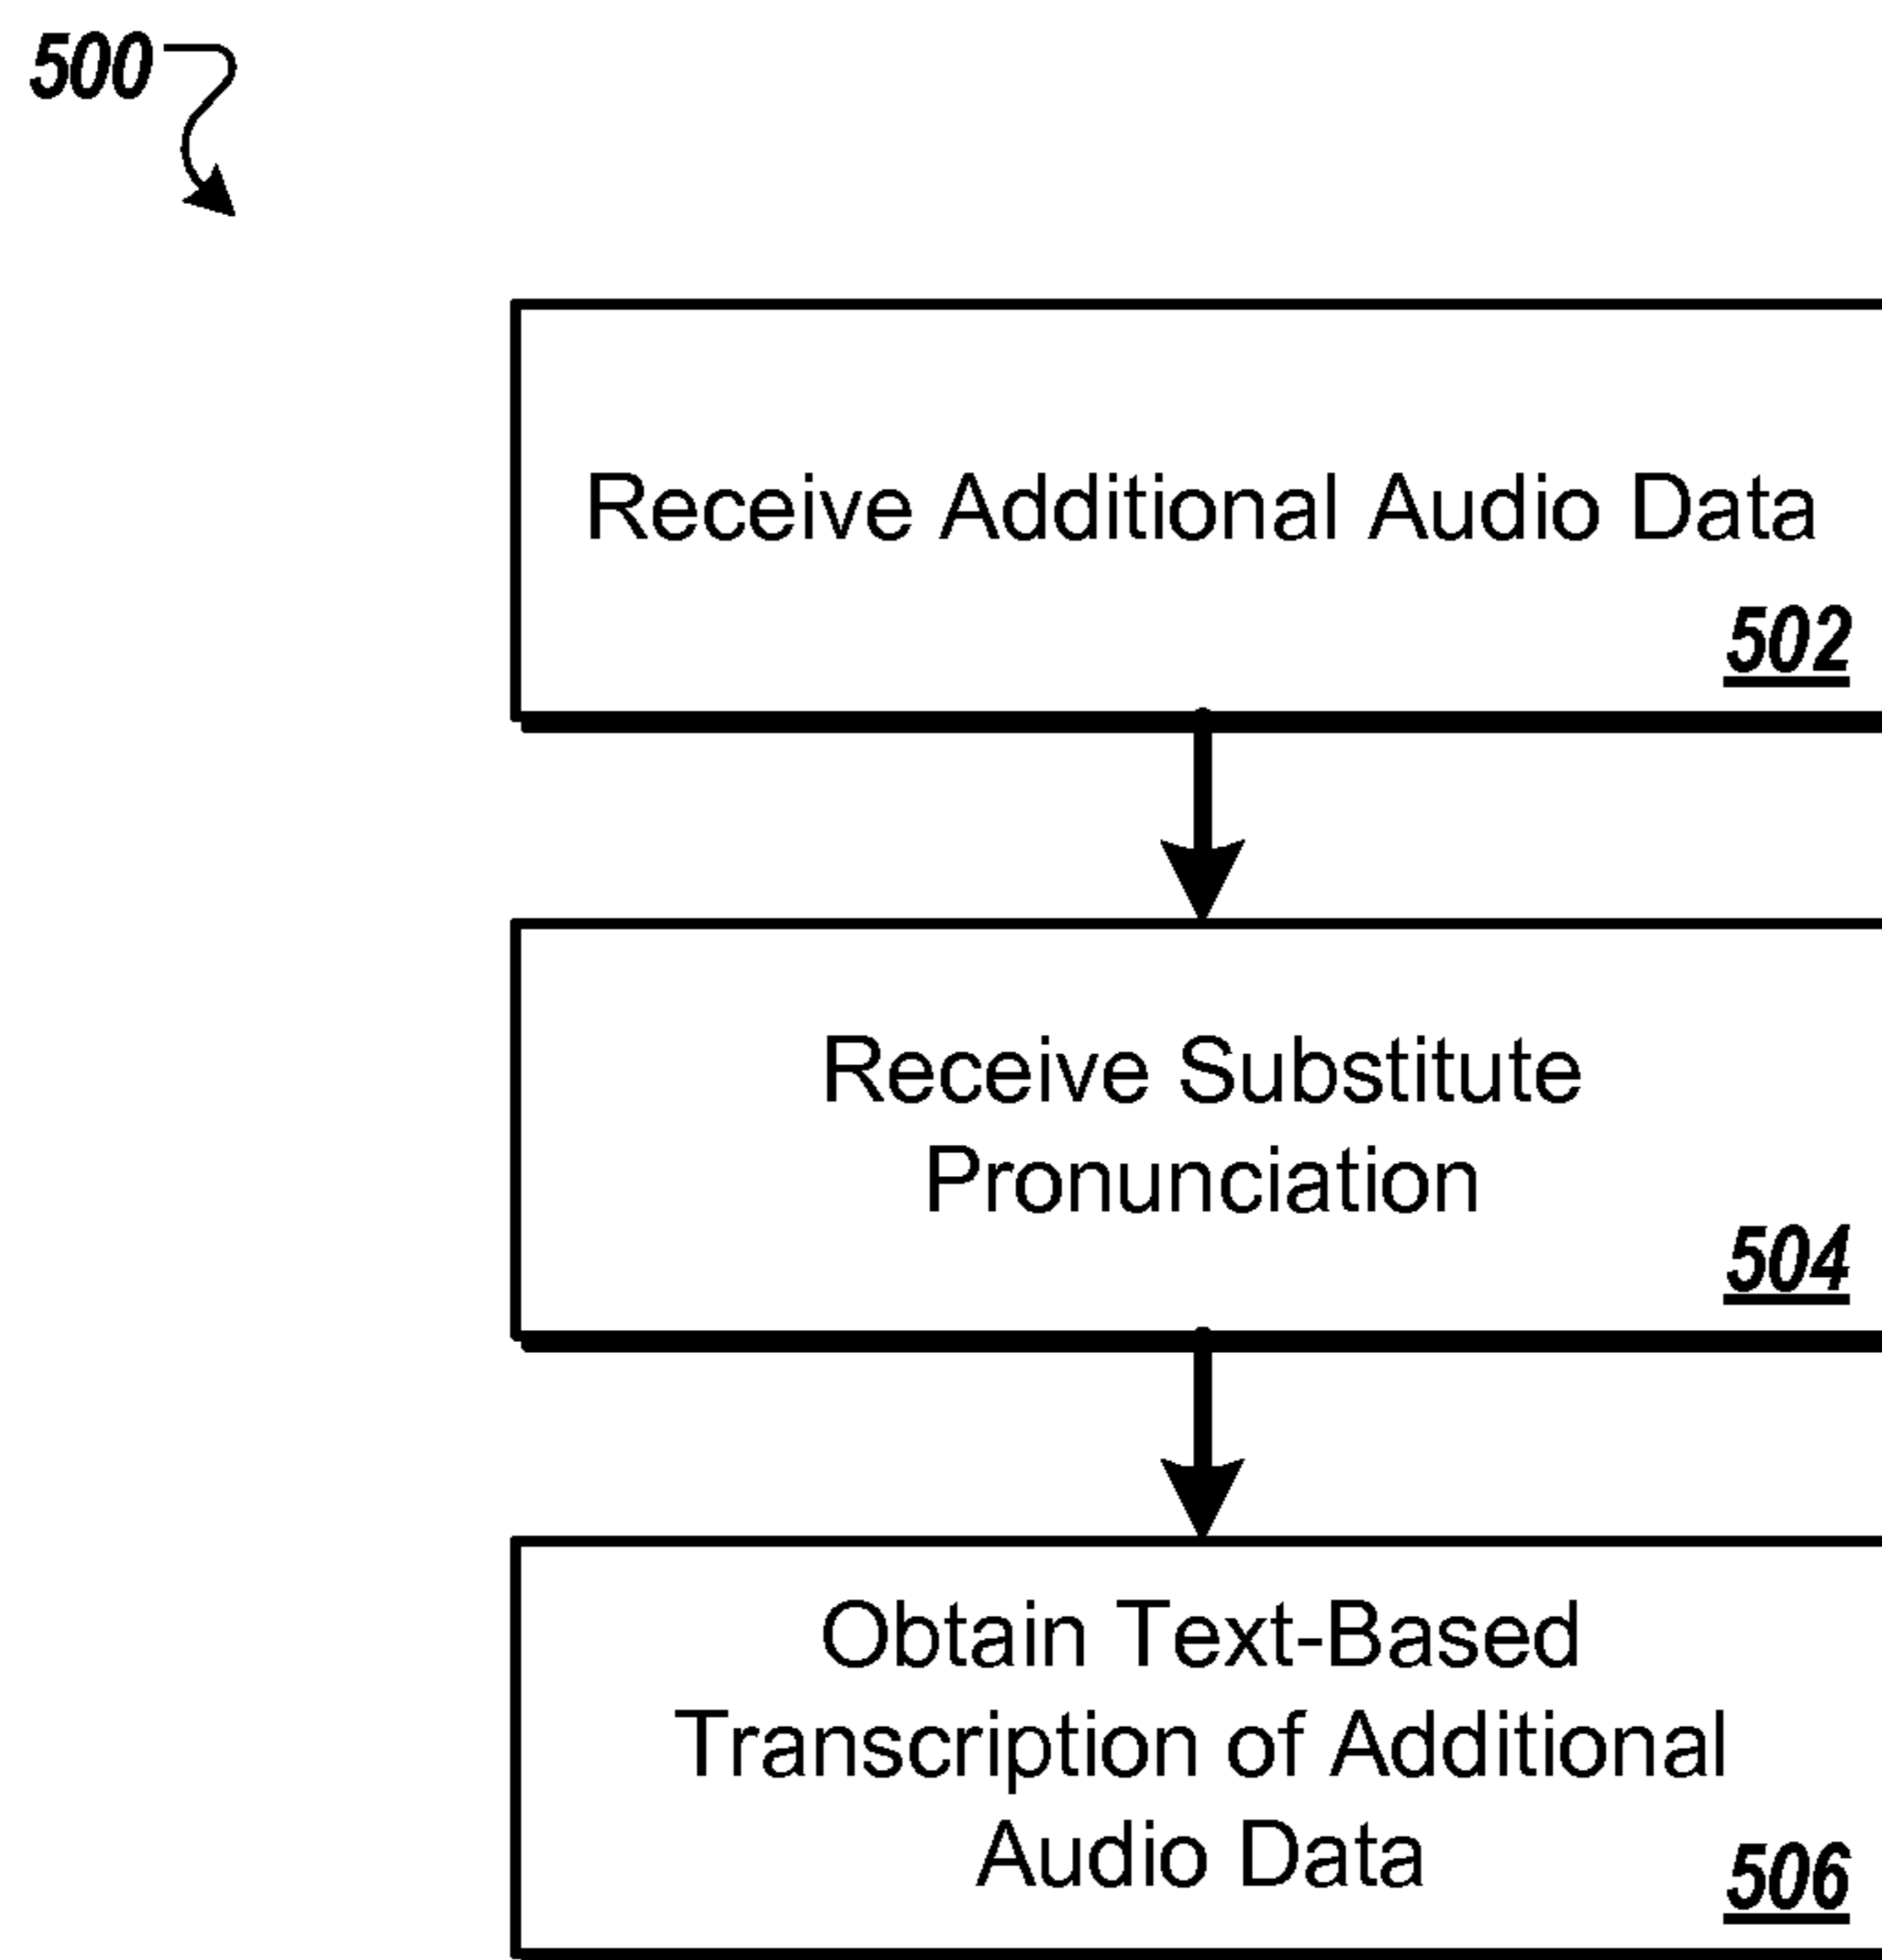 500
Receive Additional Audio Data
502
Receive Substitute
Pronunciation
504
Obtain Text-Based
Transcription of Additional
Audio Data
506